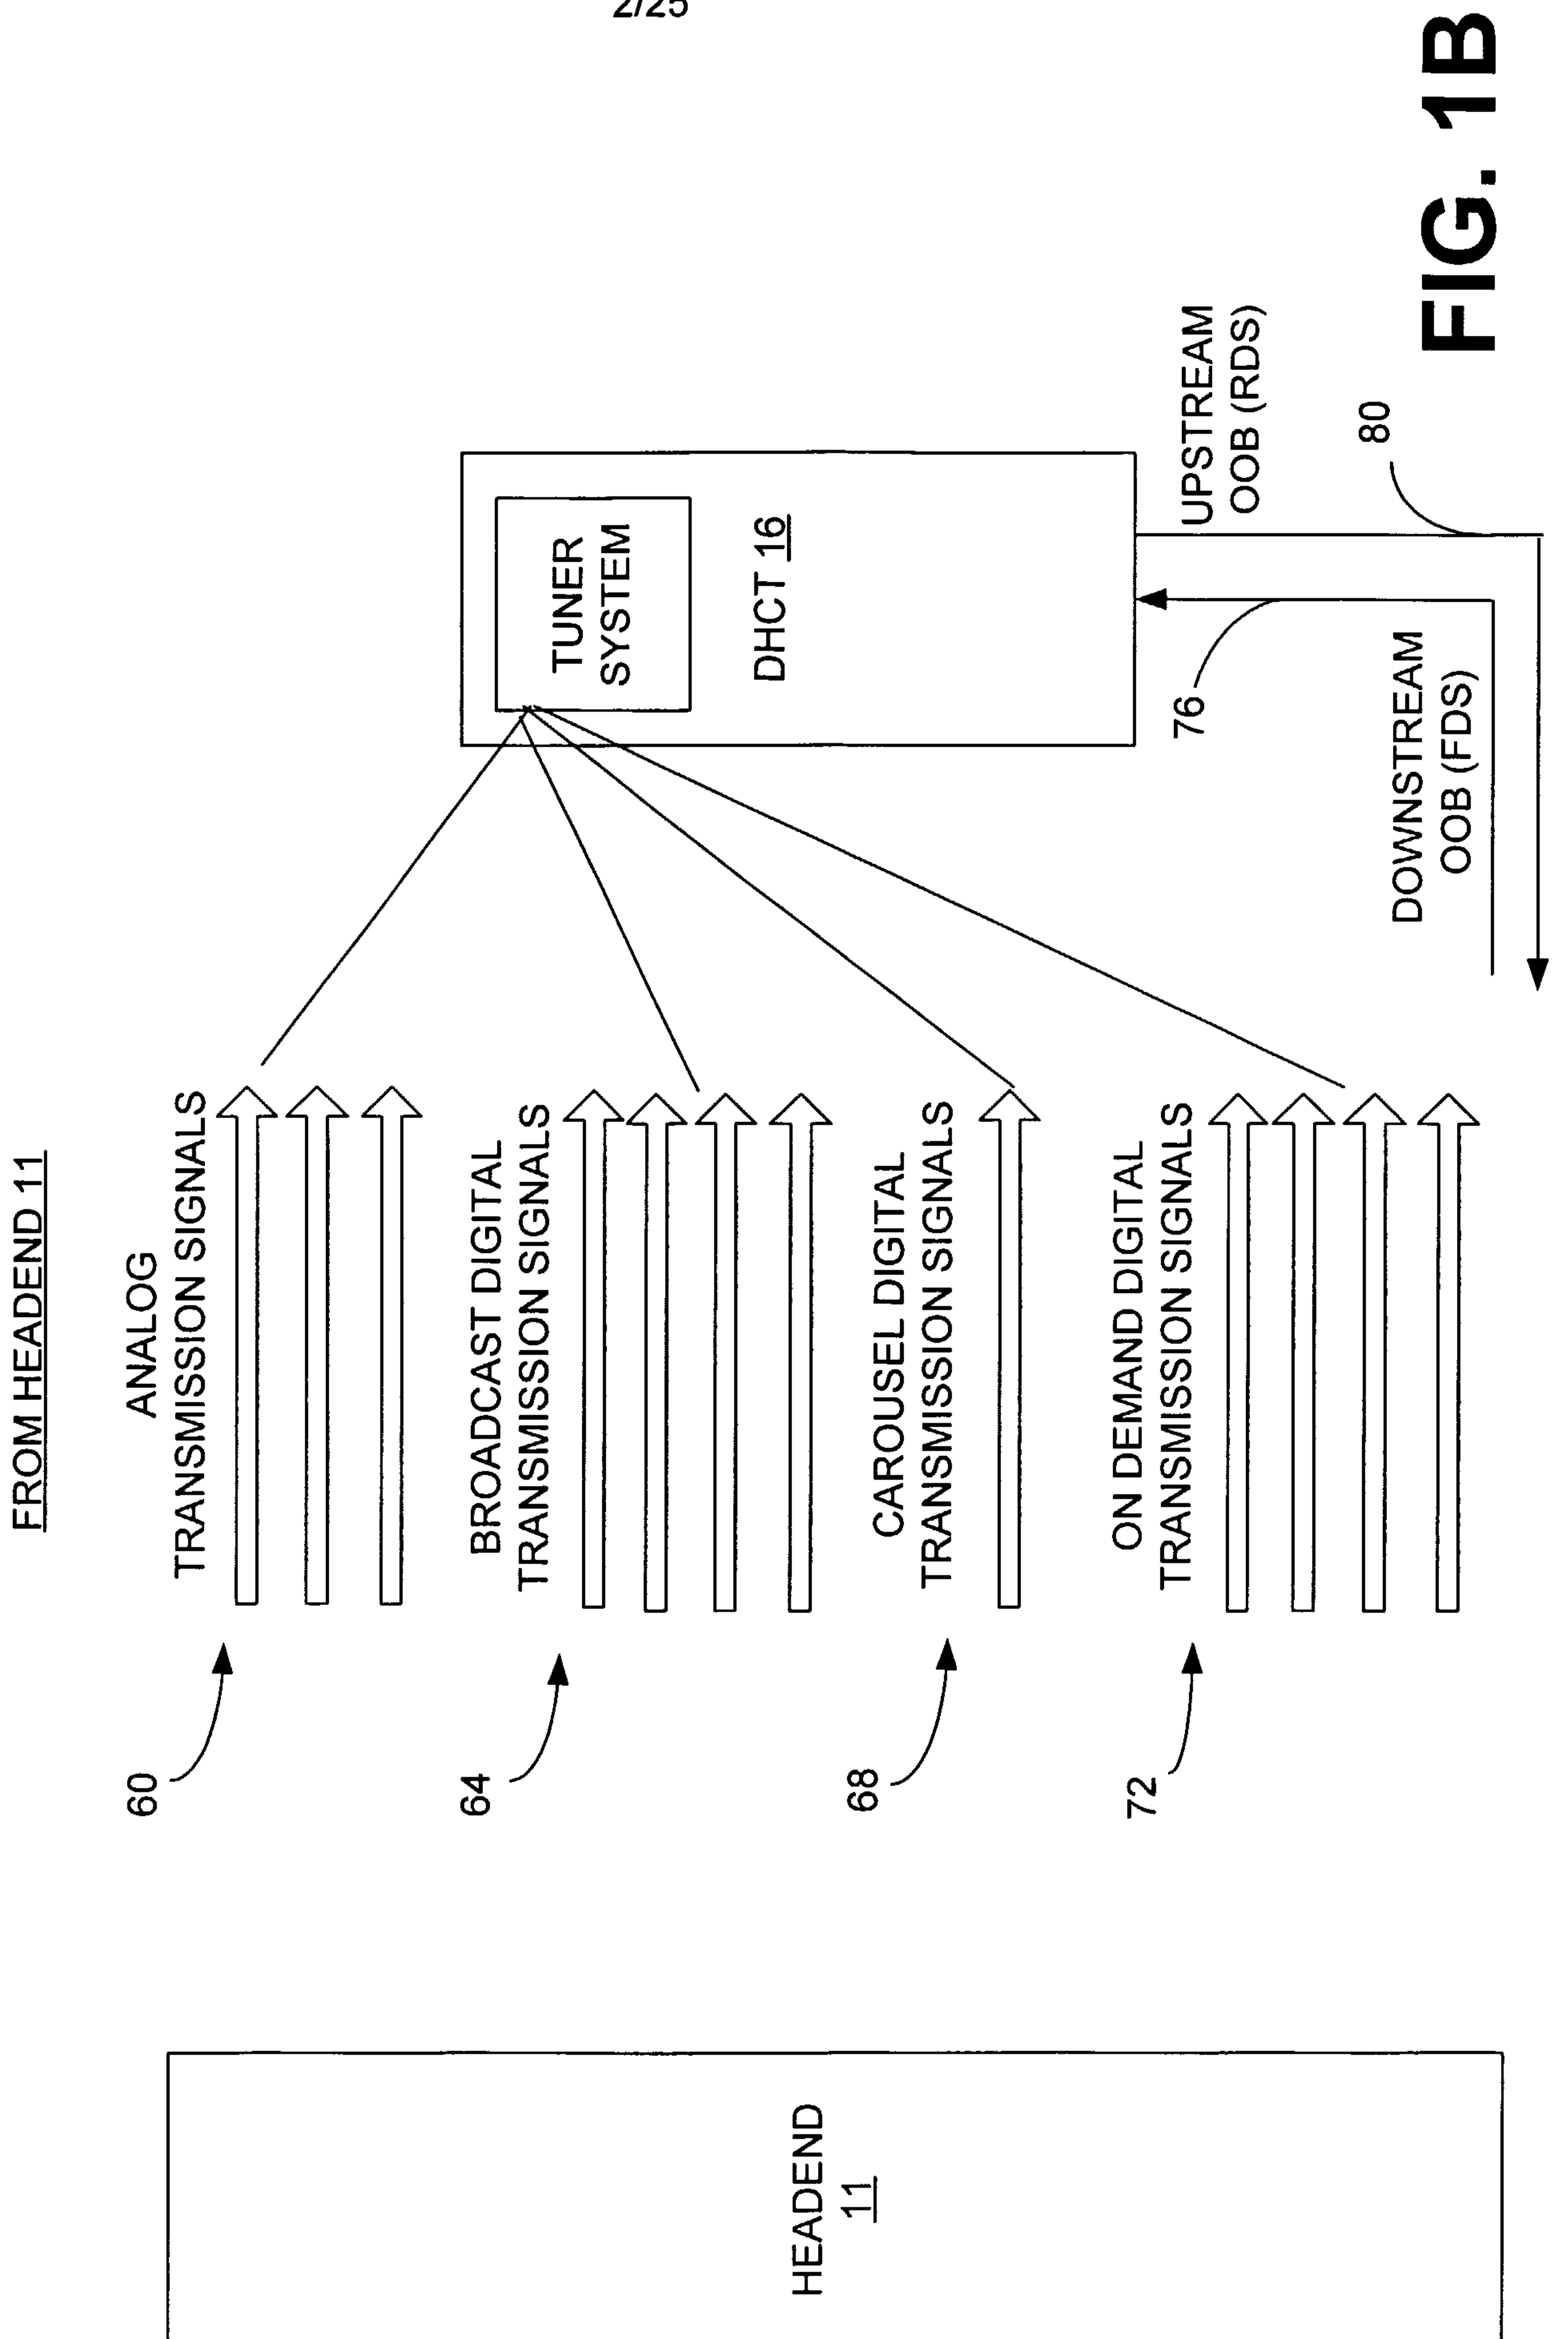 2/25
FROM HEADEND 11
60
ANALOG
TRANSMISSION SIGNALS
64
BROADCAST DIGITAL
TRANSMISSION SIGNALS
68
CAROUSEL DIGITAL
TRANSMISSION SIGNALS
72
ON DEMAND DIGITAL
TRANSMISSION SIGNALS
HEADEND
11
TUNER
SYSTEM
DHCT 16
76
DOWNSTREAM
OOB (FDS)
UPSTREAM
OOB (RDS)
80
FIG. 1B